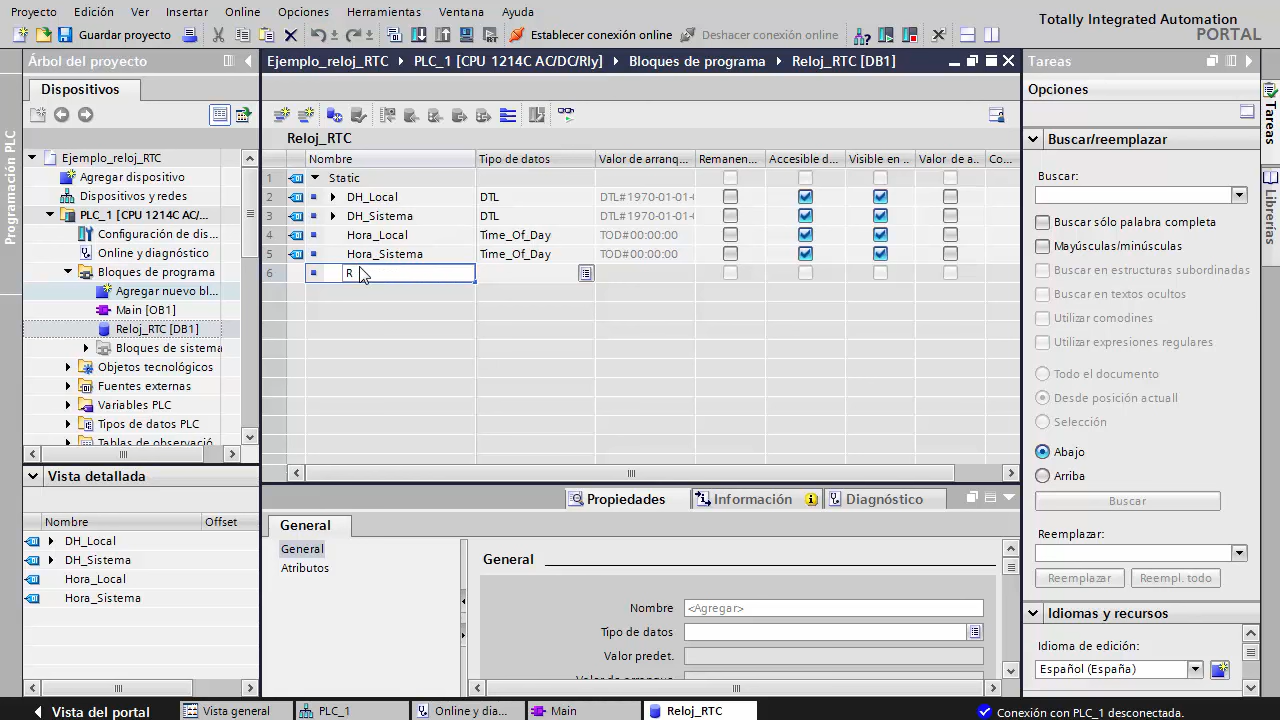 Proyecto Edición Ver Insertar Online Opciones Herramientas Ventana Ayuda
Totally Integrated Automation
PORTAL
Guardar proyecto
Establecer conexión online
Deshacer conexión online
Árbol del proyecto
Ejemplo_reloj_RTC PLC_1 [CPU 1214C AC/DC/Rly] Bloques de programa Reloj_RTC [DB1]
Tareas
Dispositivos
Opciones
Programación PLC
Reloj_RTC
Nombre Tipo de datos Valor de arranq... Remanen... Accesible d... Visible en ... Valor de a... Co...
1 Static
2 DH_Local DTL DTL#1970-01-01-
3 DH_Sistema DTL DTL#1970-01-01-
4 Hora_Local Time_Of_Day TOD#00:00:00
5 Hora_Sistema Time_Of_Day TOD#00:00:00
6 R
Ejemplo_reloj_RTC
Agregar dispositivo
Dispositivos y redes
PLC_1 [CPU 1214C AC/...
Configuración de dis...
Online y diagnóstico
Bloques de programa
Agregar nuevo bl...
Main [OB1]
Reloj_RTC [DB1]
Bloques de sistema
Objetos tecnológicos
Fuentes externas
Variables PLC
Tipos de datos PLC
Tablas de observació
Vista detallada
Nombre Offset
DH_Local
DH_Sistema
Hora_Local
Hora_Sistema
Propiedades Información Diagnóstico
General
General
Atributos
General
Nombre <Agregar>
Tipo de datos
Valor predet.
Valor de arranque
Buscar/reemplazar
Buscar:
Buscar sólo palabra completa
Mayúsculas/minúsculas
Buscar en estructuras subordinadas
Buscar en textos ocultos
Utilizar comodines
Utilizar expresiones regulares
Todo el documento
Desde posición actuall
Selección
Abajo
Arriba
Buscar
Reemplazar:
Reemplazar Reempl. todo
Idiomas y recursos
Idioma de edición:
Español (España)
Tareas
Librerías
Vista del portal
Vista general
PLC_1
Online y dia...
Main
Reloj_RTC
Conexión con PLC_1 desconectada.